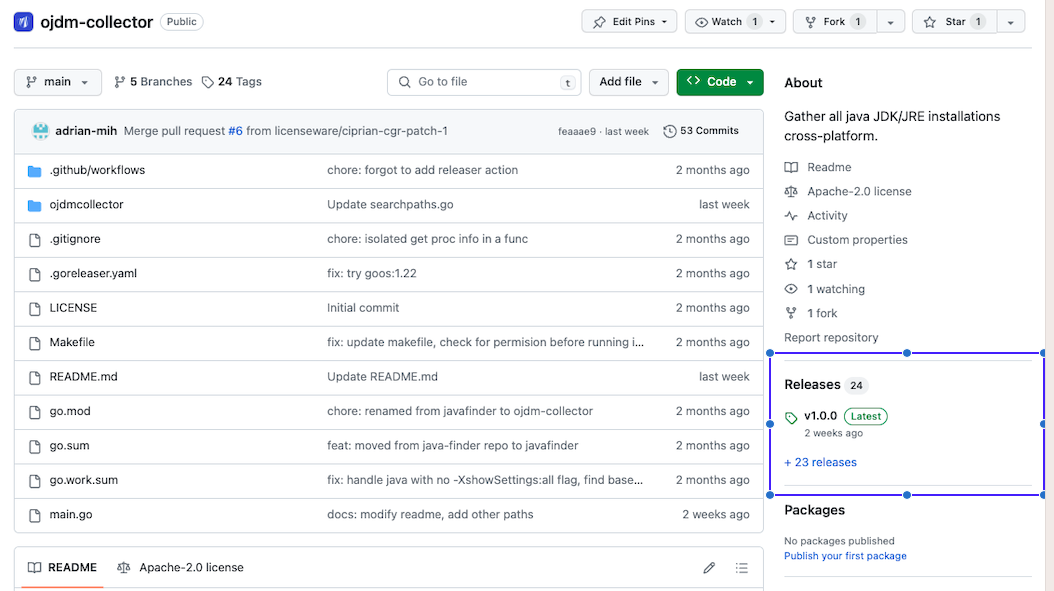 ojdm-collector Public
Edit Pins Watch 1 Fork 1 Star 1
main 5 Branches 24 Tags Go to file t Add file Code
adrian-mih Merge pull request #6 from licenseware/ciprian-cgr-patch-1 feaaae9 · last week 53 Commits
.github/workflows chore: forgot to add releaser action 2 months ago
ojdmcollector Update searchpaths.go last week
.gitignore chore: isolated get proc info in a func 2 months ago
.goreleaser.yaml fix: try goos:1.22 2 months ago
LICENSE Initial commit 2 months ago
Makefile fix: update makefile, check for permision before running i... 2 months ago
README.md Update README.md last week
go.mod chore: renamed from javafinder to ojdm-collector 2 months ago
go.sum feat: moved from java-finder repo to javafinder 2 months ago
go.work.sum fix: handle java with no -XshowSettings:all flag, find base... 2 months ago
main.go docs: modify readme, add other paths 2 weeks ago
README Apache-2.0 license
About
Gather all java JDK/JRE installations
cross-platform.
Readme
Apache-2.0 license
Activity
Custom properties
1 star
1 watching
1 fork
Report repository
Releases 24
v1.0.0 Latest
2 weeks ago
+ 23 releases
Packages
No packages published
Publish your first package